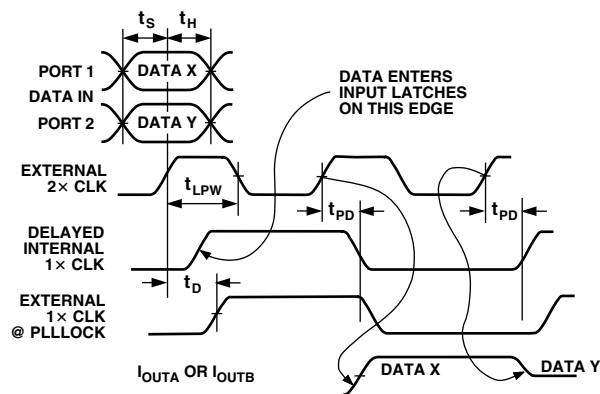 tS tH
PORT 1 DATA X
DATA IN
PORT 2 DATA Y
DATA ENTERS
INPUT LATCHES
ON THIS EDGE
EXTERNAL
2× CLK
tLPW
tPD
tPD
DELAYED
INTERNAL
1× CLK
tD
EXTERNAL
1× CLK
@ PLLLOCK
IOUTA OR IOUTB
DATA X
DATA Y